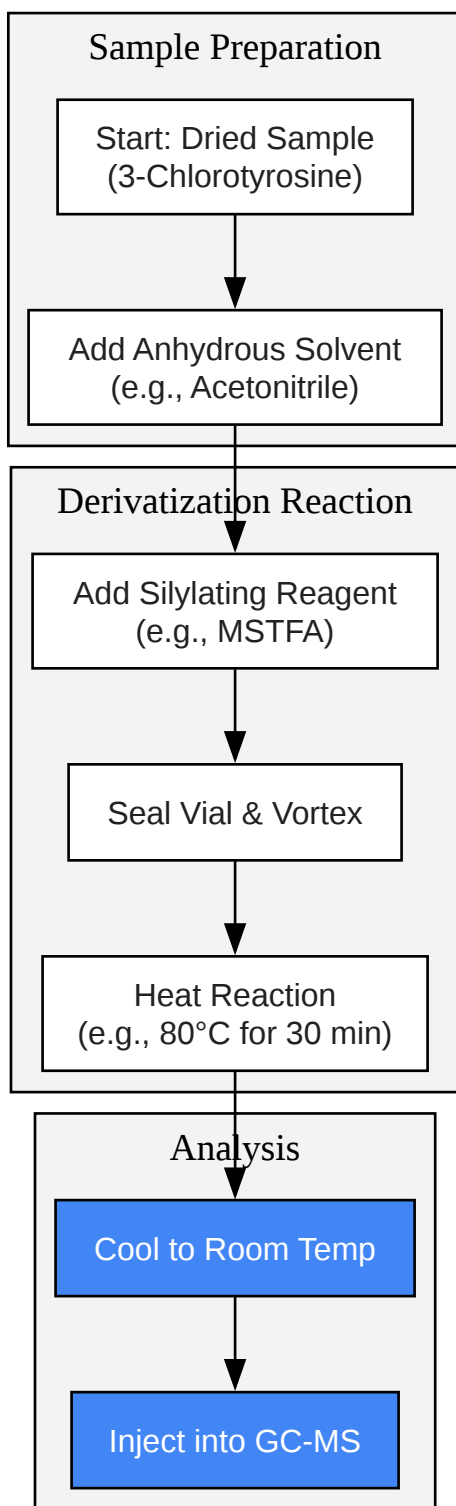 Sample Preparation
Start: Dried Sample
(3-Chlorotyrosine)
Add Anhydrous Solvent
(e.g., Acetonitrile)
Derivatization Reaction
Add Silylating Reagent
(e.g., MSTFA)
Seal Vial & Vortex
Heat Reaction
(e.g., 80°C for 30 min)
Analysis
Cool to Room Temp
Inject into GC-MS